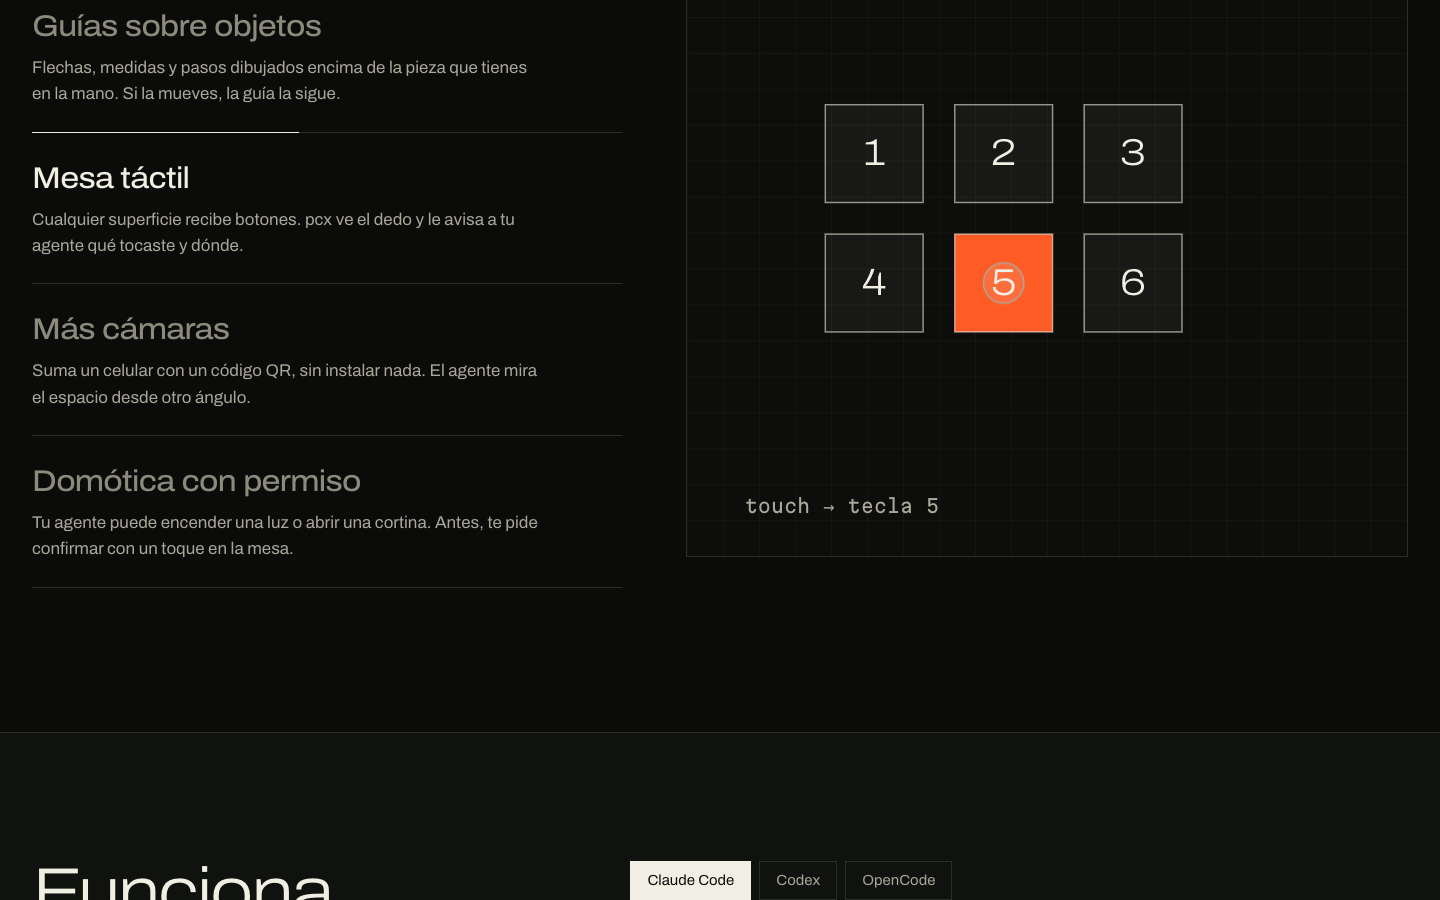 Guías sobre objetos
Flechas, medidas y pasos dibujados encima de la pieza que tienes
en la mano. Si la mueves, la guía la sigue.
Mesa táctil
Cualquier superficie recibe botones. pcx ve el dedo y le avisa a tu
agente qué tocaste y dónde.
Más cámaras
Suma un celular con un código QR, sin instalar nada. El agente mira
el espacio desde otro ángulo.
Domótica con permiso
Tu agente puede encender una luz o abrir una cortina. Antes, te pide
confirmar con un toque en la mesa.
1 2 3
4 5 6
touch → tecla 5
Funciona
Claude Code Codex OpenCode